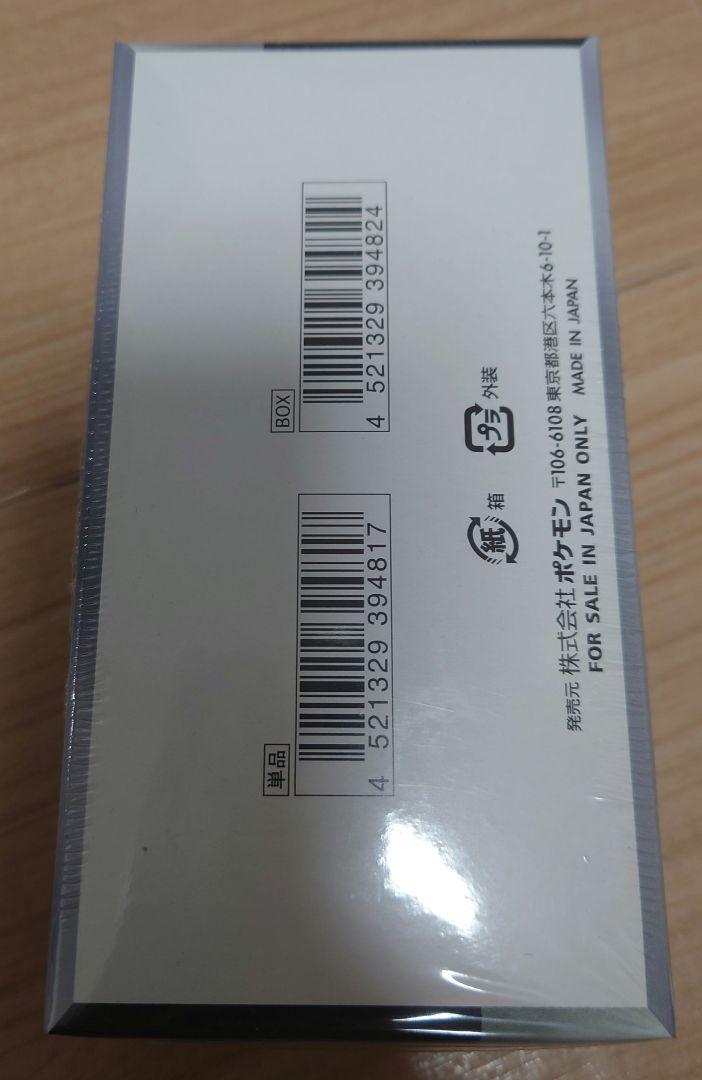 単品
4 521329 394817
BOX
4 521329 394824
紙 箱
プラ 外装
発売元 株式会社 ポケモン 〒106-6108 東京都港区六本木6-10-1
FOR SALE IN JAPAN ONLY MADE IN JAPAN